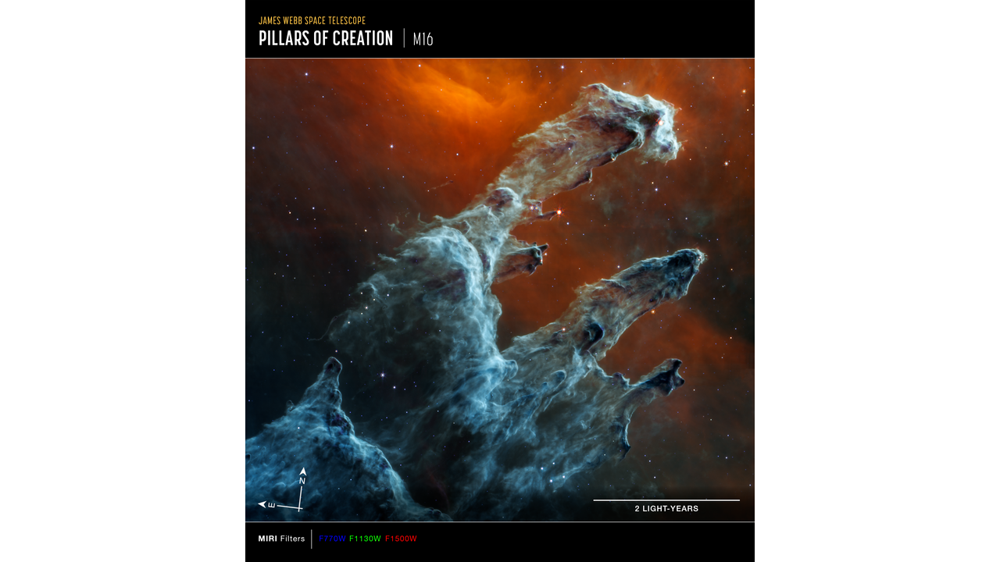 JAMES WEBB SPACE TELESCOPE
PILLARS OF CREATION | M16
N
E
2 LIGHT-YEARS
MIRI Filters | F770W F1130W F1500W